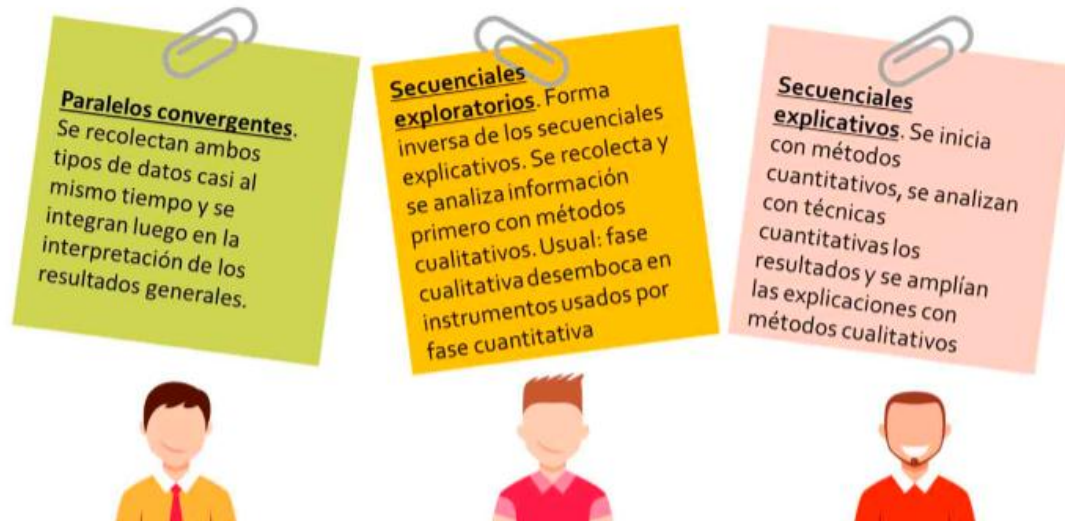 Paralelos convergentes.
Se recolectan ambos
tipos de datos casi al
mismo tiempo y se
integran luego en la
interpretación de los
resultados generales.
Secuenciales
exploratorios. Forma
inversa de los secuenciales
explicativos. Se recolecta y
se analiza información
primero con métodos
cualitativos. Usual: fase
cualitativa desemboca en
instrumentos usados por
fase cuantitativa
Secuenciales
explicativos. Se inicia
con métodos
cuantitativos, se analizan
con técnicas
cuantitativas los
resultados y se amplían
las explicaciones con
métodos cualitativos